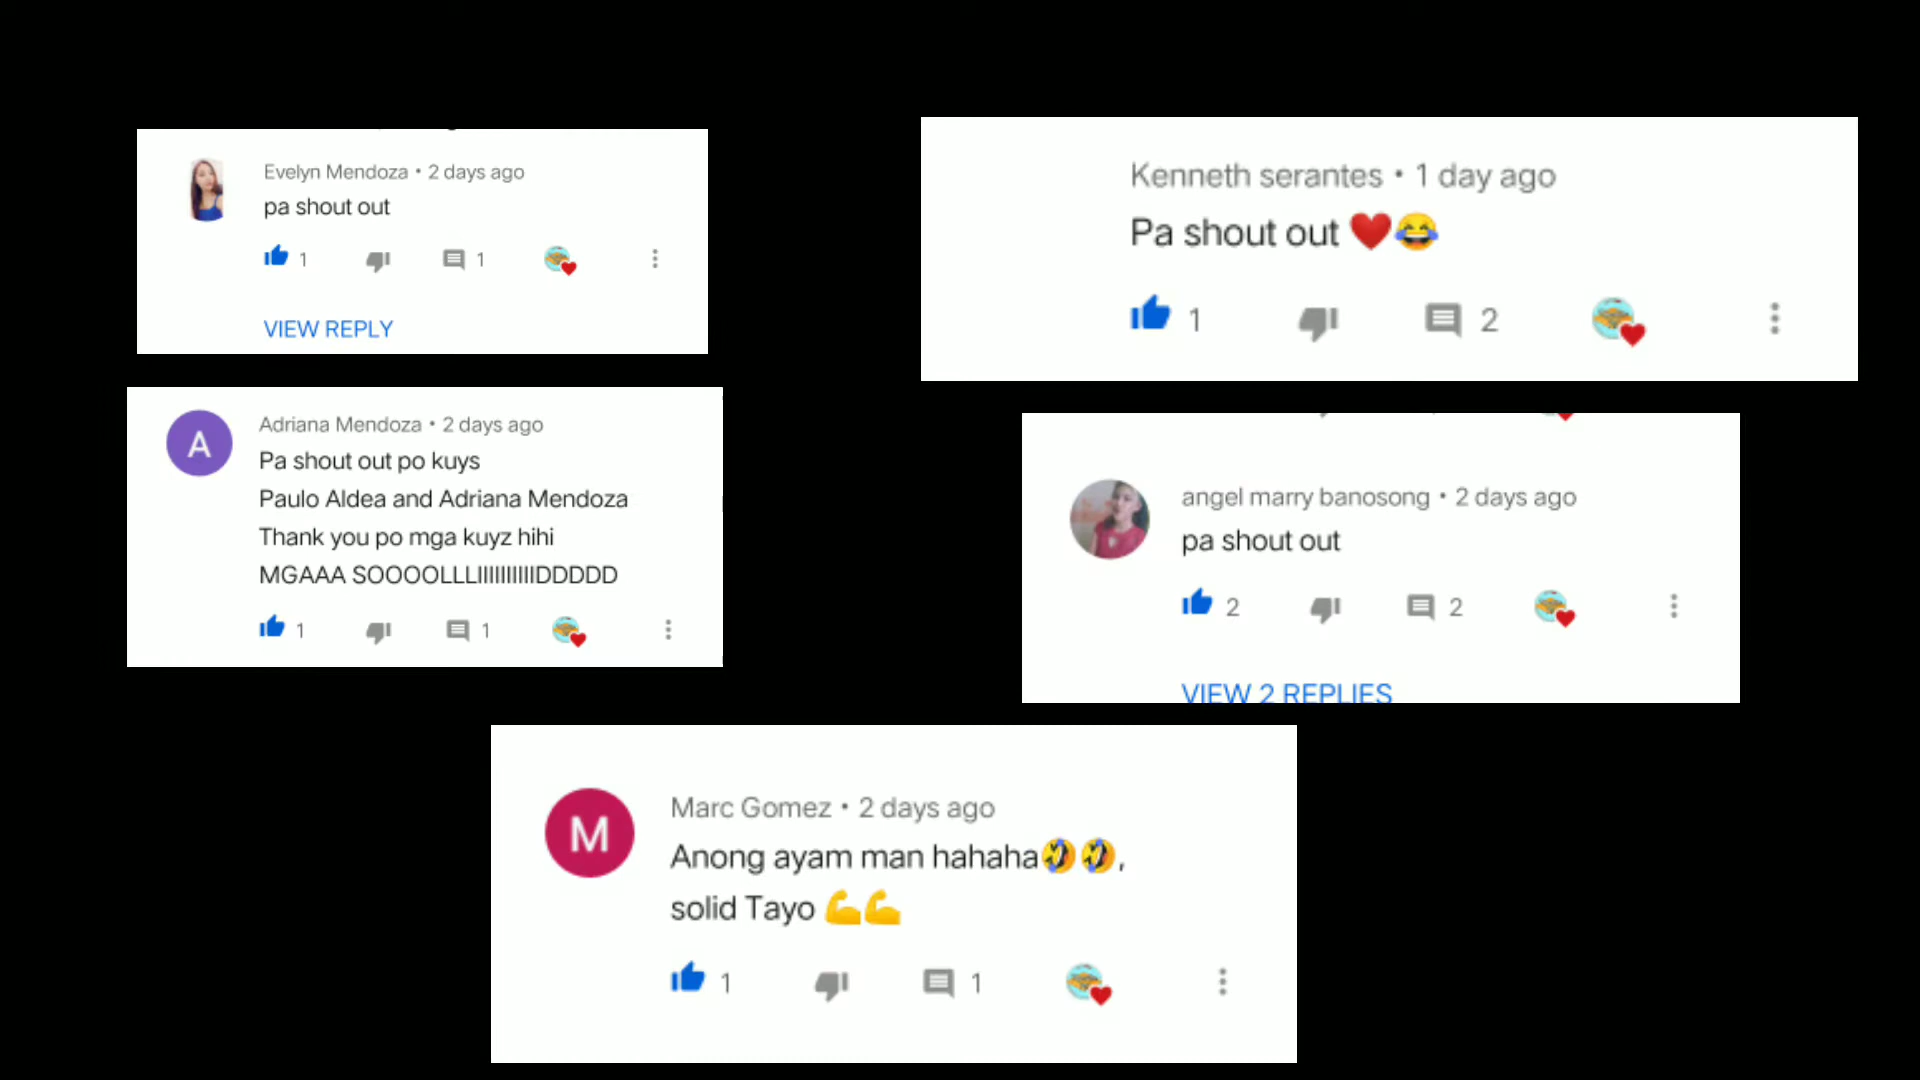 Evelyn Mendoza • 2 days ago
pa shout out
1 1
VIEW REPLY
Adriana Mendoza • 2 days ago
A
Pa shout out po kuys
Paulo Aldea and Adriana Mendoza
Thank you po mga kuyz hihi
MGAAA SOOOOLLLIIIIIIIIIIDDDDD
1 1
Kenneth serantes • 1 day ago
Pa shout out ❤️😂
1 2
angel marry banosong • 2 days ago
pa shout out
2 2
VIEW 2 REPLIES
Marc Gomez • 2 days ago
M
Anong ayam man hahaha🤣🤣,
solid Tayo 💪💪
1 1